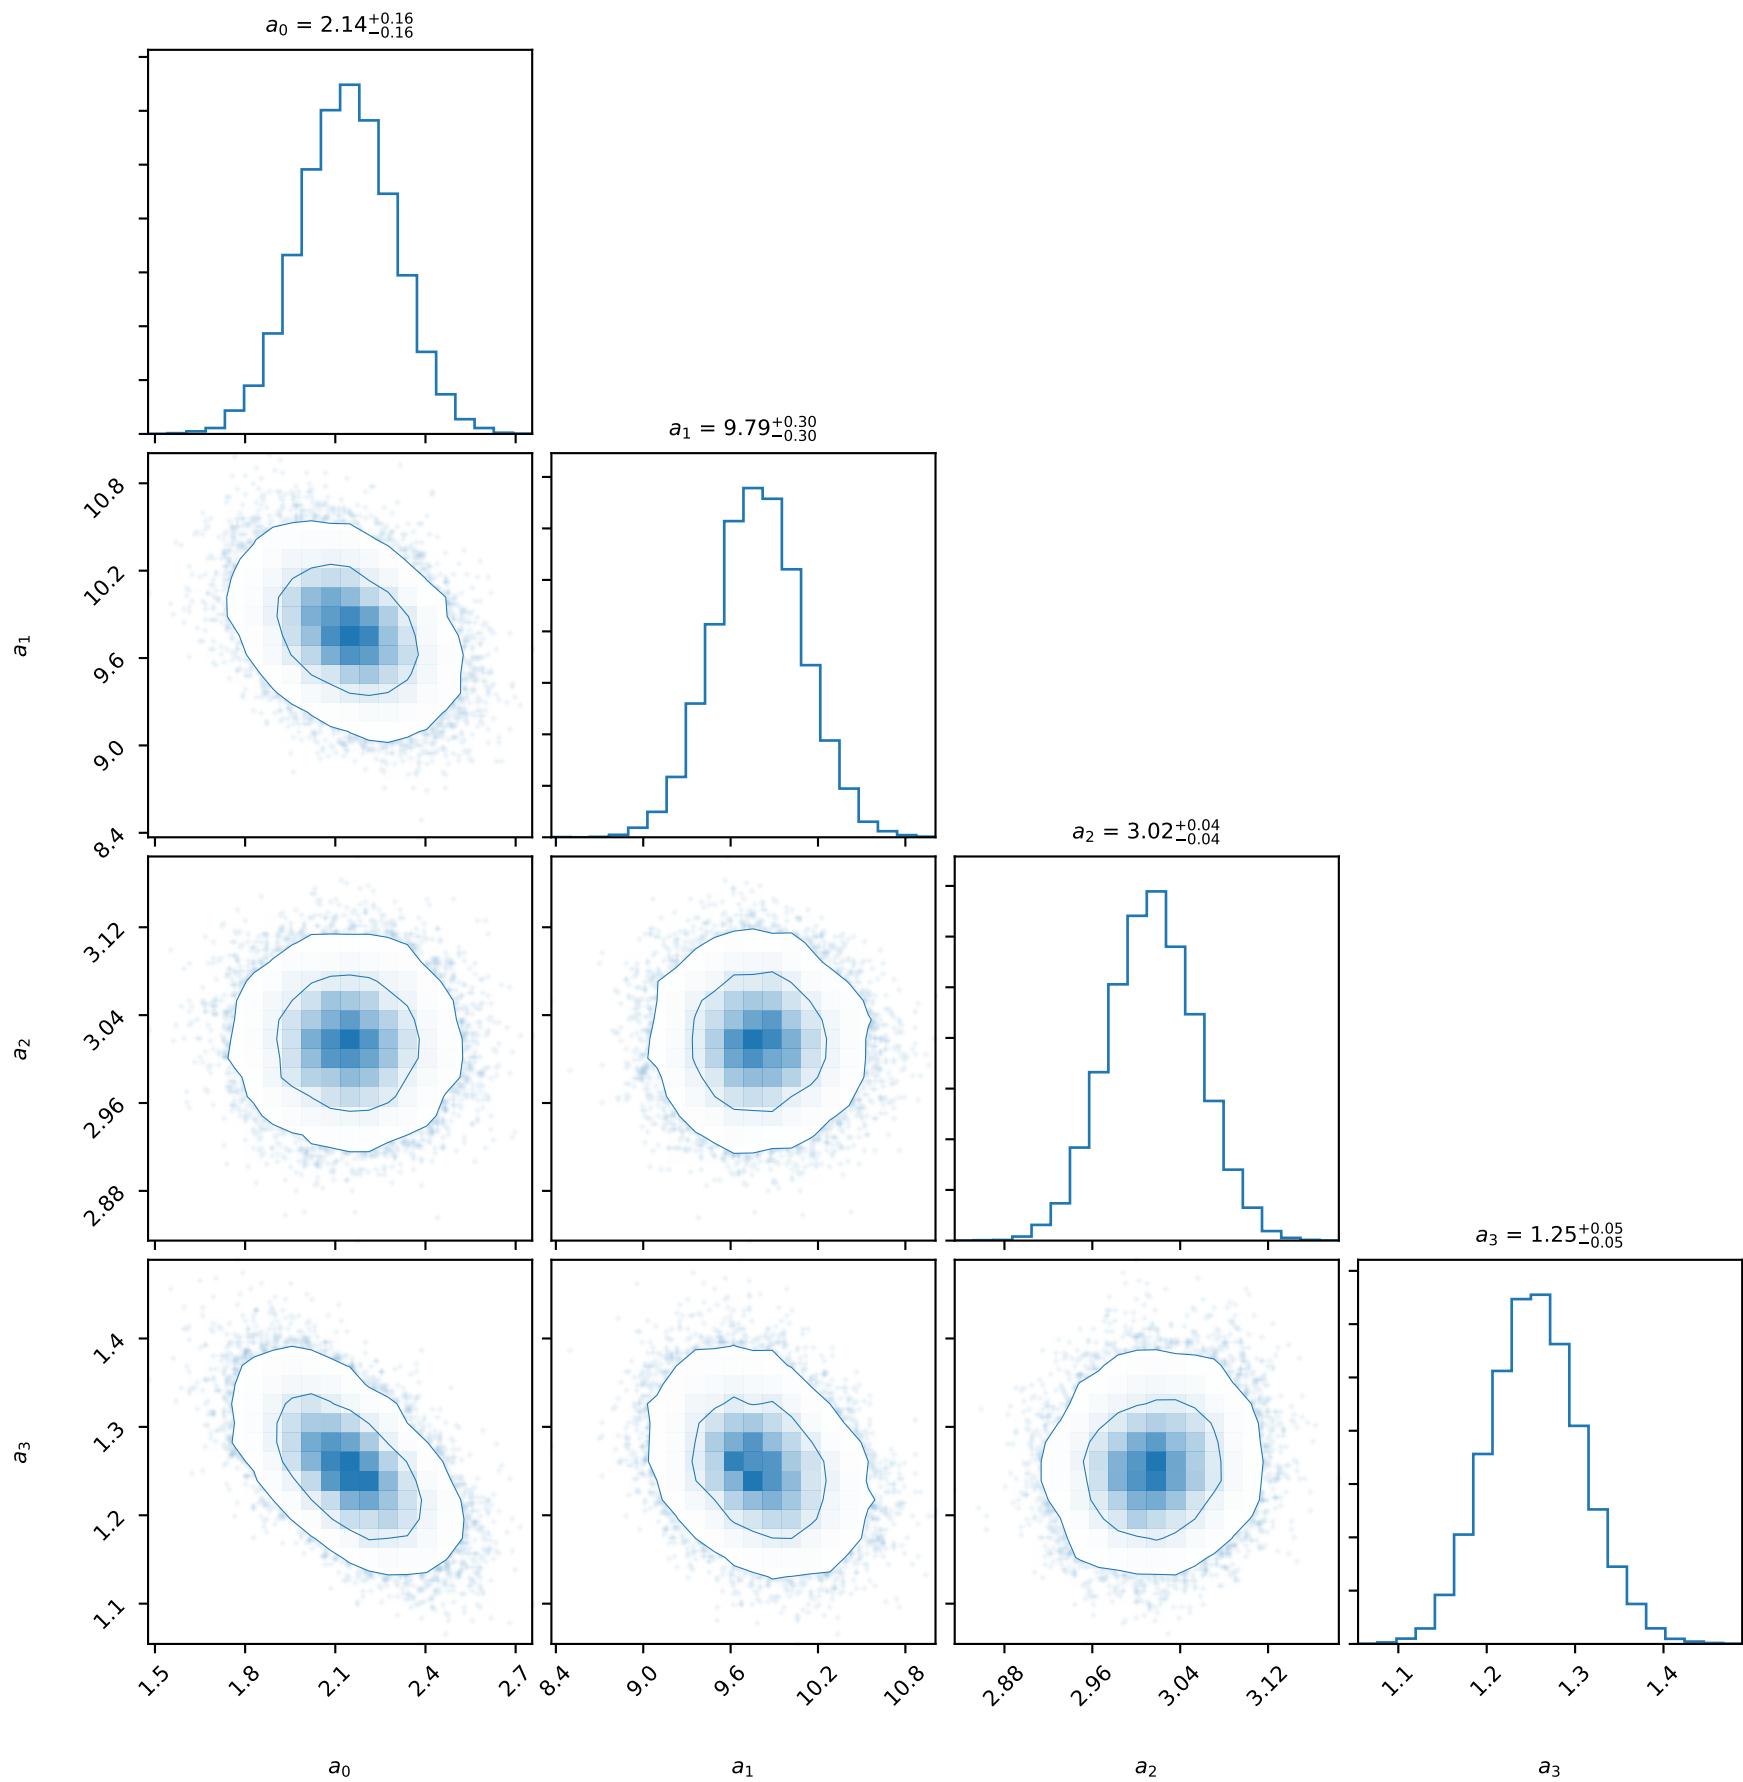 a₀ = 2.14⁺⁰·¹⁶₋₀.₁₆
10.8
10.2
9.6
9.0
8.4
a₁
a₁ = 9.79⁺⁰·³⁰₋₀.₃₀
3.12
3.04
2.96
2.88
a₂
a₂ = 3.02⁺⁰·⁰⁴₋₀.₀₄
1.4
1.3
1.2
1.1
a₃
a₃ = 1.25⁺⁰·⁰⁵₋₀.₀₅
1.5 1.8 2.1 2.4 2.7 8.4 9.0 9.6 10.2 10.8 2.88 2.96 3.04 3.12 1.1 1.2 1.3 1.4
a₀ a₁ a₂ a₃